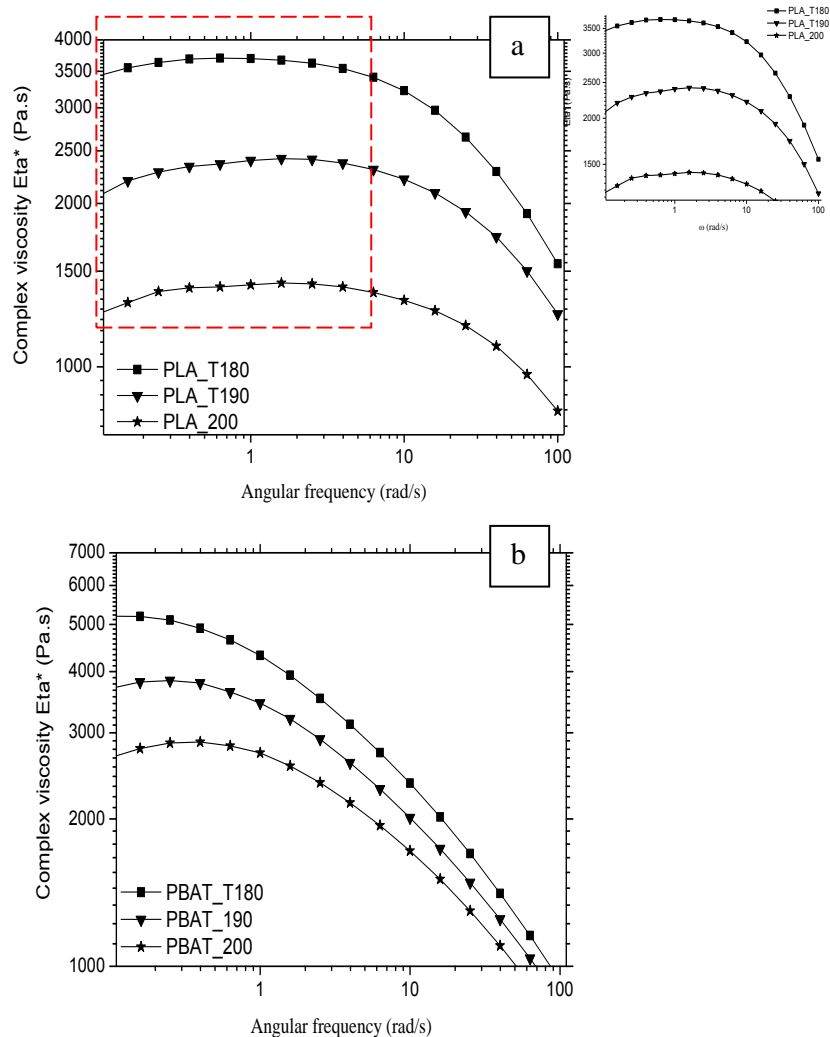 a
4000
3500
3000
2500
2000
1500
1000
Complex viscosity Eta* (Pa.s)
PLA_T180
PLA_T190
PLA_200
1
10
100
Angular frequency (rad/s)
PLA_T180
PLA_T190
PLA_200
3500
3000
2500
2000
1500
1
10
100
ω (rad/s)
b
7000
6000
5000
4000
3000
2000
1000
Complex viscosity Eta* (Pa.s)
PBAT_T180
PBAT_190
PBAT_200
1
10
100
Angular frequency (rad/s)